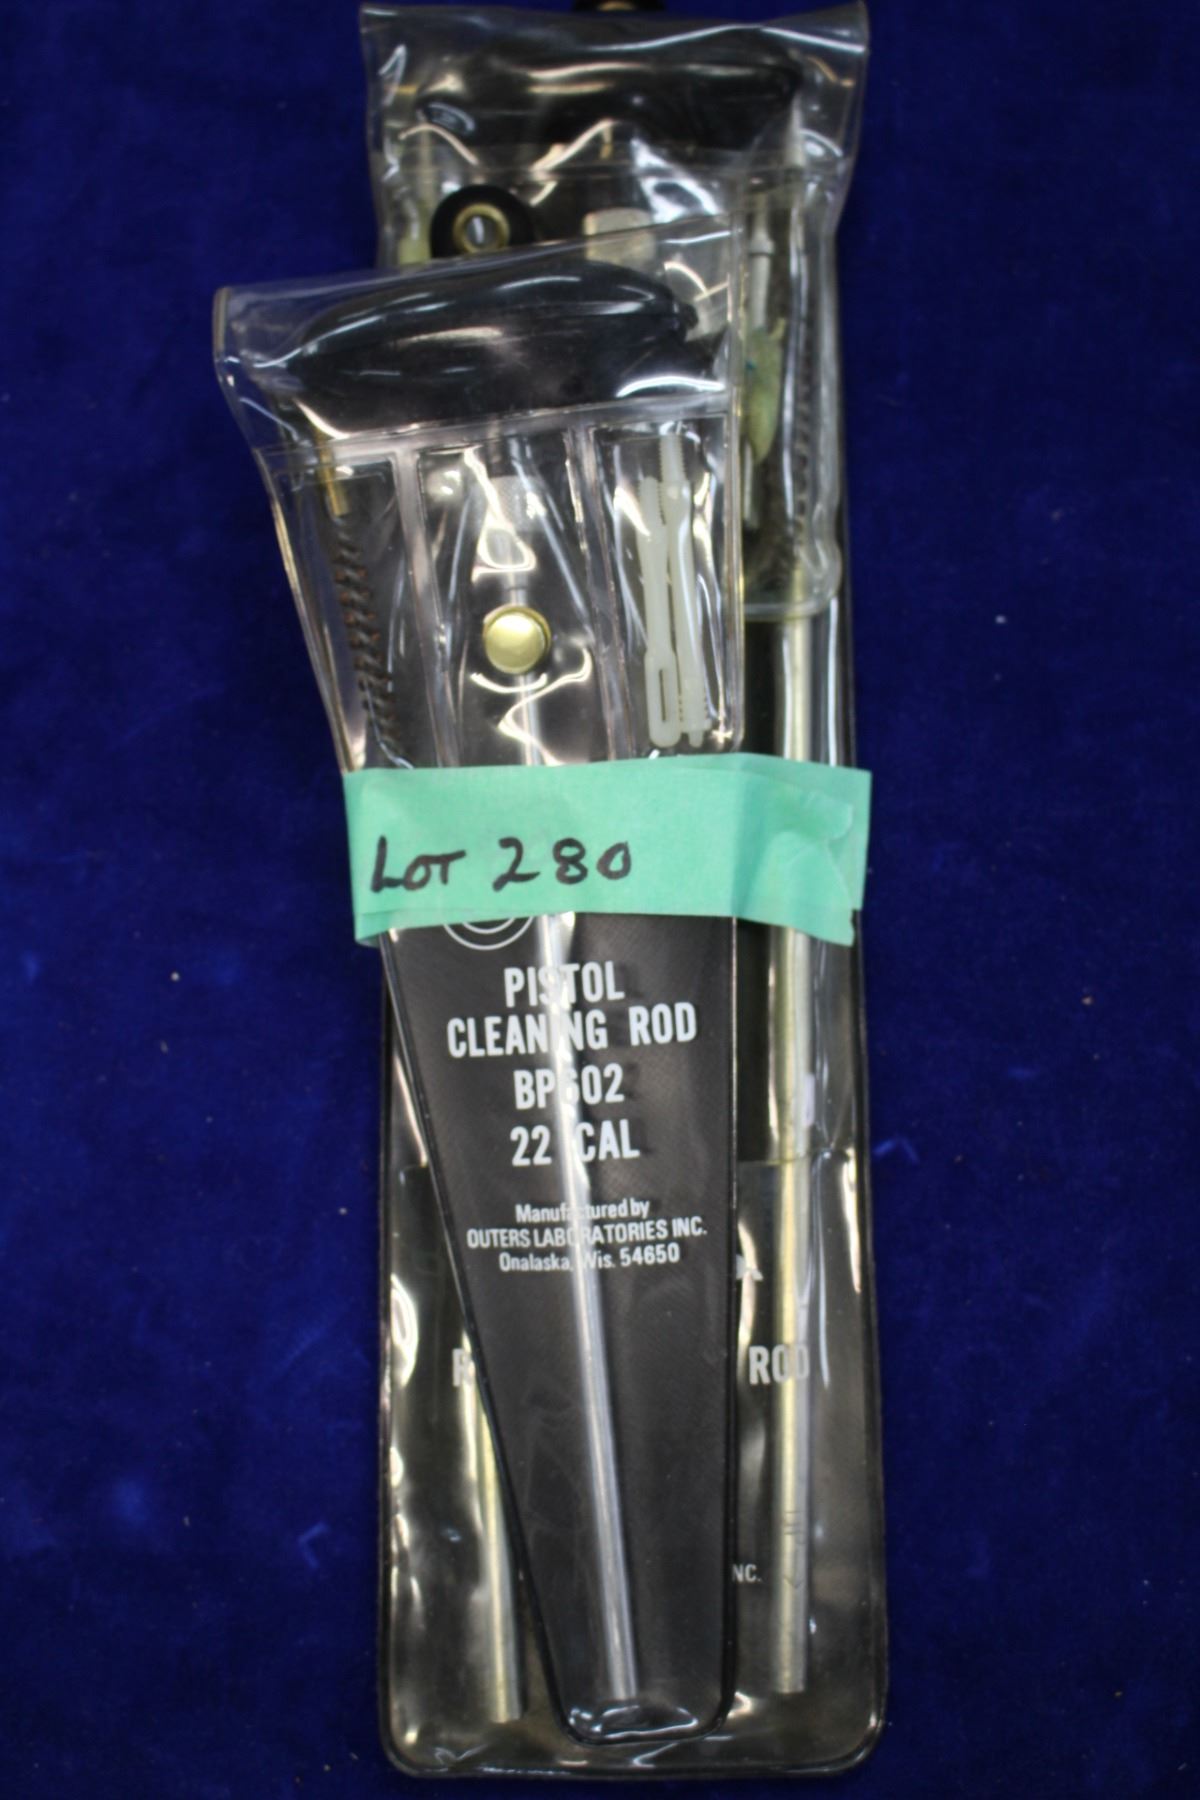 LOT 280
PISTOL
CLEANING ROD
BP602
22 CAL
Manufactured by
OUTERS LABORATORIES INC.
Onalaska, Wis. 54650
ROD
INC.